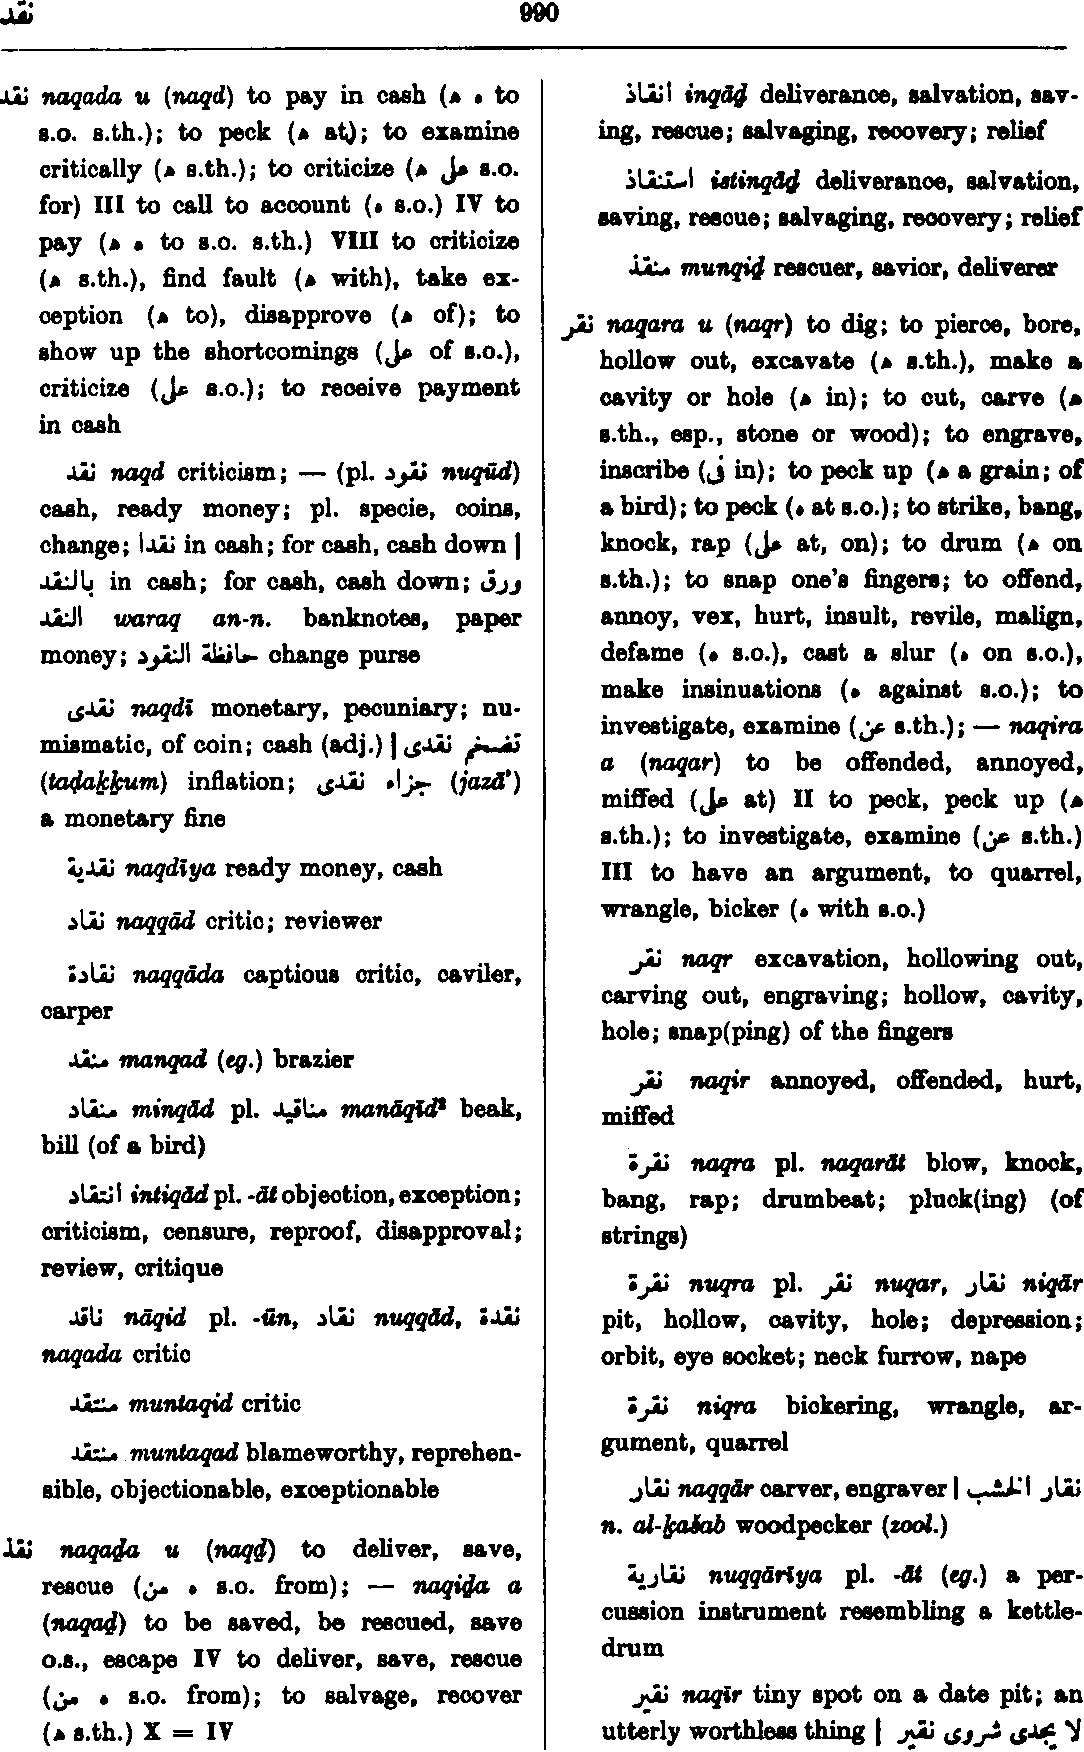 نقد
990
نقد naqada u (naqd) to pay in cash (ه ه to
s.o. s.th.); to peck (ه at); to examine
critically (ه s.th.); to criticize (ه على s.o.
for) III to call to account (ه s.o.) IV to
pay (ه ه to s.o. s.th.) VIII to criticize
(ه s.th.), find fault (ه with), take ex-
ception (ه to), disapprove (ه of); to
show up the shortcomings (على of s.o.),
criticize (على s.o.); to receive payment
in cash
نقد naqd criticism; — (pl. نقود nuqūd)
cash, ready money; pl. specie, coins,
change; نقدا in cash; for cash, cash down |
بالنقد in cash; for cash, cash down; ورق
النقد waraq an-n. banknotes, paper
money; حافظة النقود change purse
نقدى naqdī monetary, pecuniary; nu-
mismatic, of coin; cash (adj.) | تضخم نقدى
(taḍaḵḵum) inflation; جزاء نقدى (jazā')
a monetary fine
نقدية naqdīya ready money, cash
نقاد naqqād critic; reviewer
نقادة naqqāda captious critic, caviler,
carper
منقد manqad (eg.) brazier
منقاد minqād pl. مناقيد manāqīd² beak,
bill (of a bird)
انتقاد intiqād pl. -āt objection, exception;
criticism, censure, reproof, disapproval;
review, critique
ناقد nāqid pl. -ūn, نقاد nuqqād, نقدة
naqada critic
منتقد muntaqid critic
منتقد muntaqad blameworthy, reprehen-
sible, objectionable, exceptionable
نقذ naqaḏa u (naqḏ) to deliver, save,
rescue (ه من s.o. from); — naqiḏa a
(naqaḏ) to be saved, be rescued, save
o.s., escape IV to deliver, save, rescue
(ه من s.o. from); to salvage, recover
(ه s.th.) X = IV
انقاذ inqāḏ deliverance, salvation, sav-
ing, rescue; salvaging, recovery; relief
استنقاذ istinqāḏ deliverance, salvation,
saving, rescue; salvaging, recovery; relief
منقذ munqiḏ rescuer, savior, deliverer
نقر naqara u (naqr) to dig; to pierce, bore,
hollow out, excavate (ه s.th.), make a
cavity or hole (ه in); to cut, carve (ه
s.th., esp., stone or wood); to engrave,
inscribe (فى in); to peck up (ه a grain; of
a bird); to peck (ه at s.o.); to strike, bang,
knock, rap (على at, on); to drum (ه on
s.th.); to snap one's fingers; to offend,
annoy, vex, hurt, insult, revile, malign,
defame (ه s.o.), cast a slur (ه on s.o.),
make insinuations (ه against s.o.); to
investigate, examine (عن s.th.); — naqira
a (naqar) to be offended, annoyed,
miffed (على at) II to peck, peck up (ه
s.th.); to investigate, examine (عن s.th.)
III to have an argument, to quarrel,
wrangle, bicker (ه with s.o.)
نقر naqr excavation, hollowing out,
carving out, engraving; hollow, cavity,
hole; snap(ping) of the fingers
نقر naqir annoyed, offended, hurt,
miffed
نقرة naqra pl. naqarāt blow, knock,
bang, rap; drumbeat; pluck(ing) (of
strings)
نقرة nuqra pl. نقر nuqar, نقار niqār
pit, hollow, cavity, hole; depression;
orbit, eye socket; neck furrow, nape
نقرة niqra bickering, wrangle, ar-
gument, quarrel
نقار naqqār carver, engraver | نقار الخشب
n. al-ḵašab woodpecker (zool.)
نقارية nuqqārīya pl. -āt (eg.) a per-
cussion instrument resembling a kettle-
drum
نقير naqīr tiny spot on a date pit; an
utterly worthless thing | لا يجدى شروى نقير